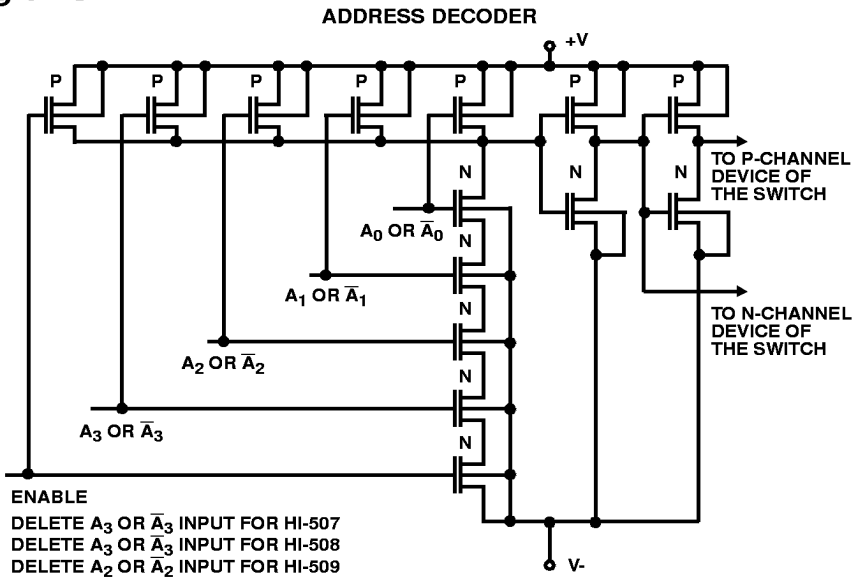 ADDRESS DECODER
+V
P P P P P P P
N N N
TO P-CHANNEL
DEVICE OF
THE SWITCH
A0 OR A̅0
N
A1 OR A̅1
N
TO N-CHANNEL
DEVICE OF
THE SWITCH
A2 OR A̅2
N
A3 OR A̅3
N
ENABLE
DELETE A3 OR A̅3 INPUT FOR HI-507
DELETE A3 OR A̅3 INPUT FOR HI-508
DELETE A2 OR A̅2 INPUT FOR HI-509
V-